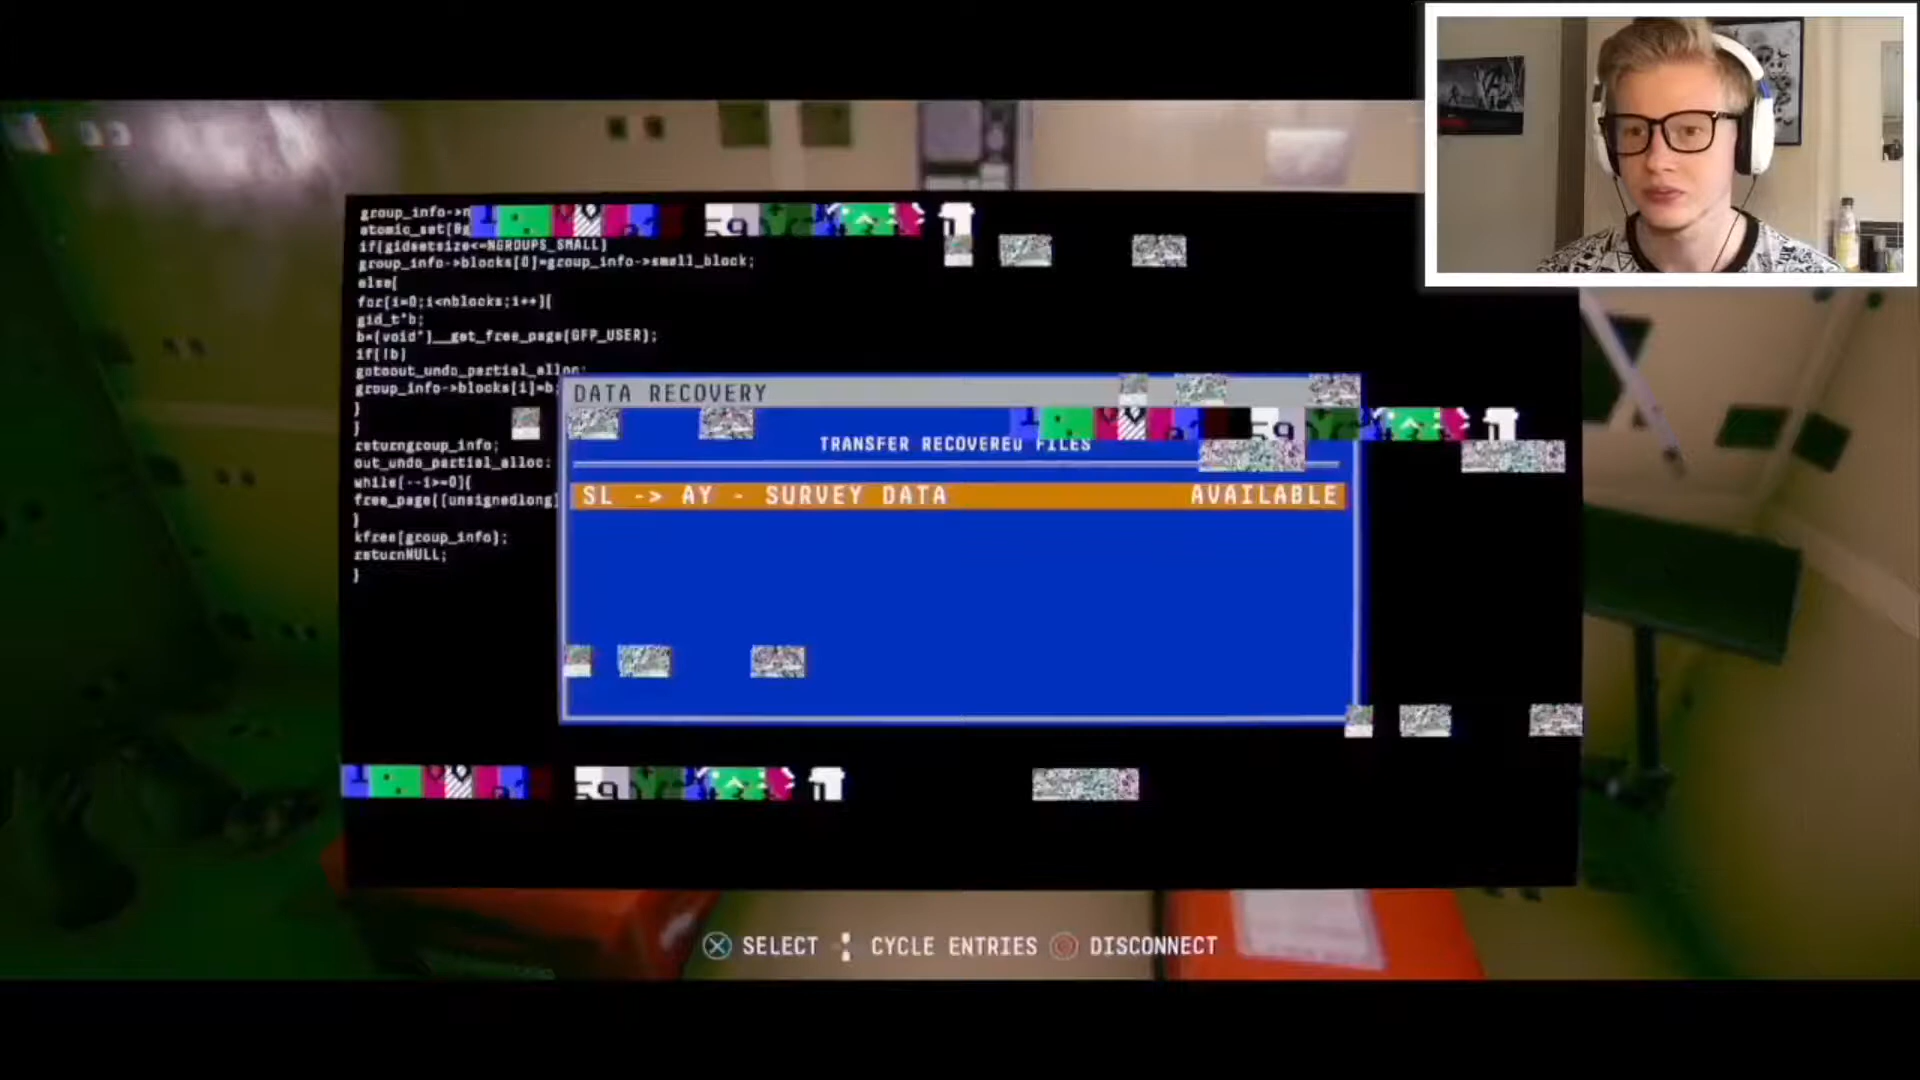 group_info->n
atomic_set(&g
if(gidsetsize<=NGROUPS_SMALL)
group_info->blocks[0]=group_info->small_block;
else{
for(i=0;i<nblocks;i++){
gid_t*b;
b=(void*)__get_free_page(GFP_USER);
if(!b)
gotoout_undo_partial_alloc;
group_info->blocks[i]=b;
}
}
returngroup_info;
out_undo_partial_alloc:
while(--i>=0){
free_page((unsignedlong)
}
kfree(group_info);
returnNULL;
}
DATA RECOVERY
TRANSFER RECOVERED FILES
SL -> AY - SURVEY DATA AVAILABLE
SELECT CYCLE ENTRIES DISCONNECT